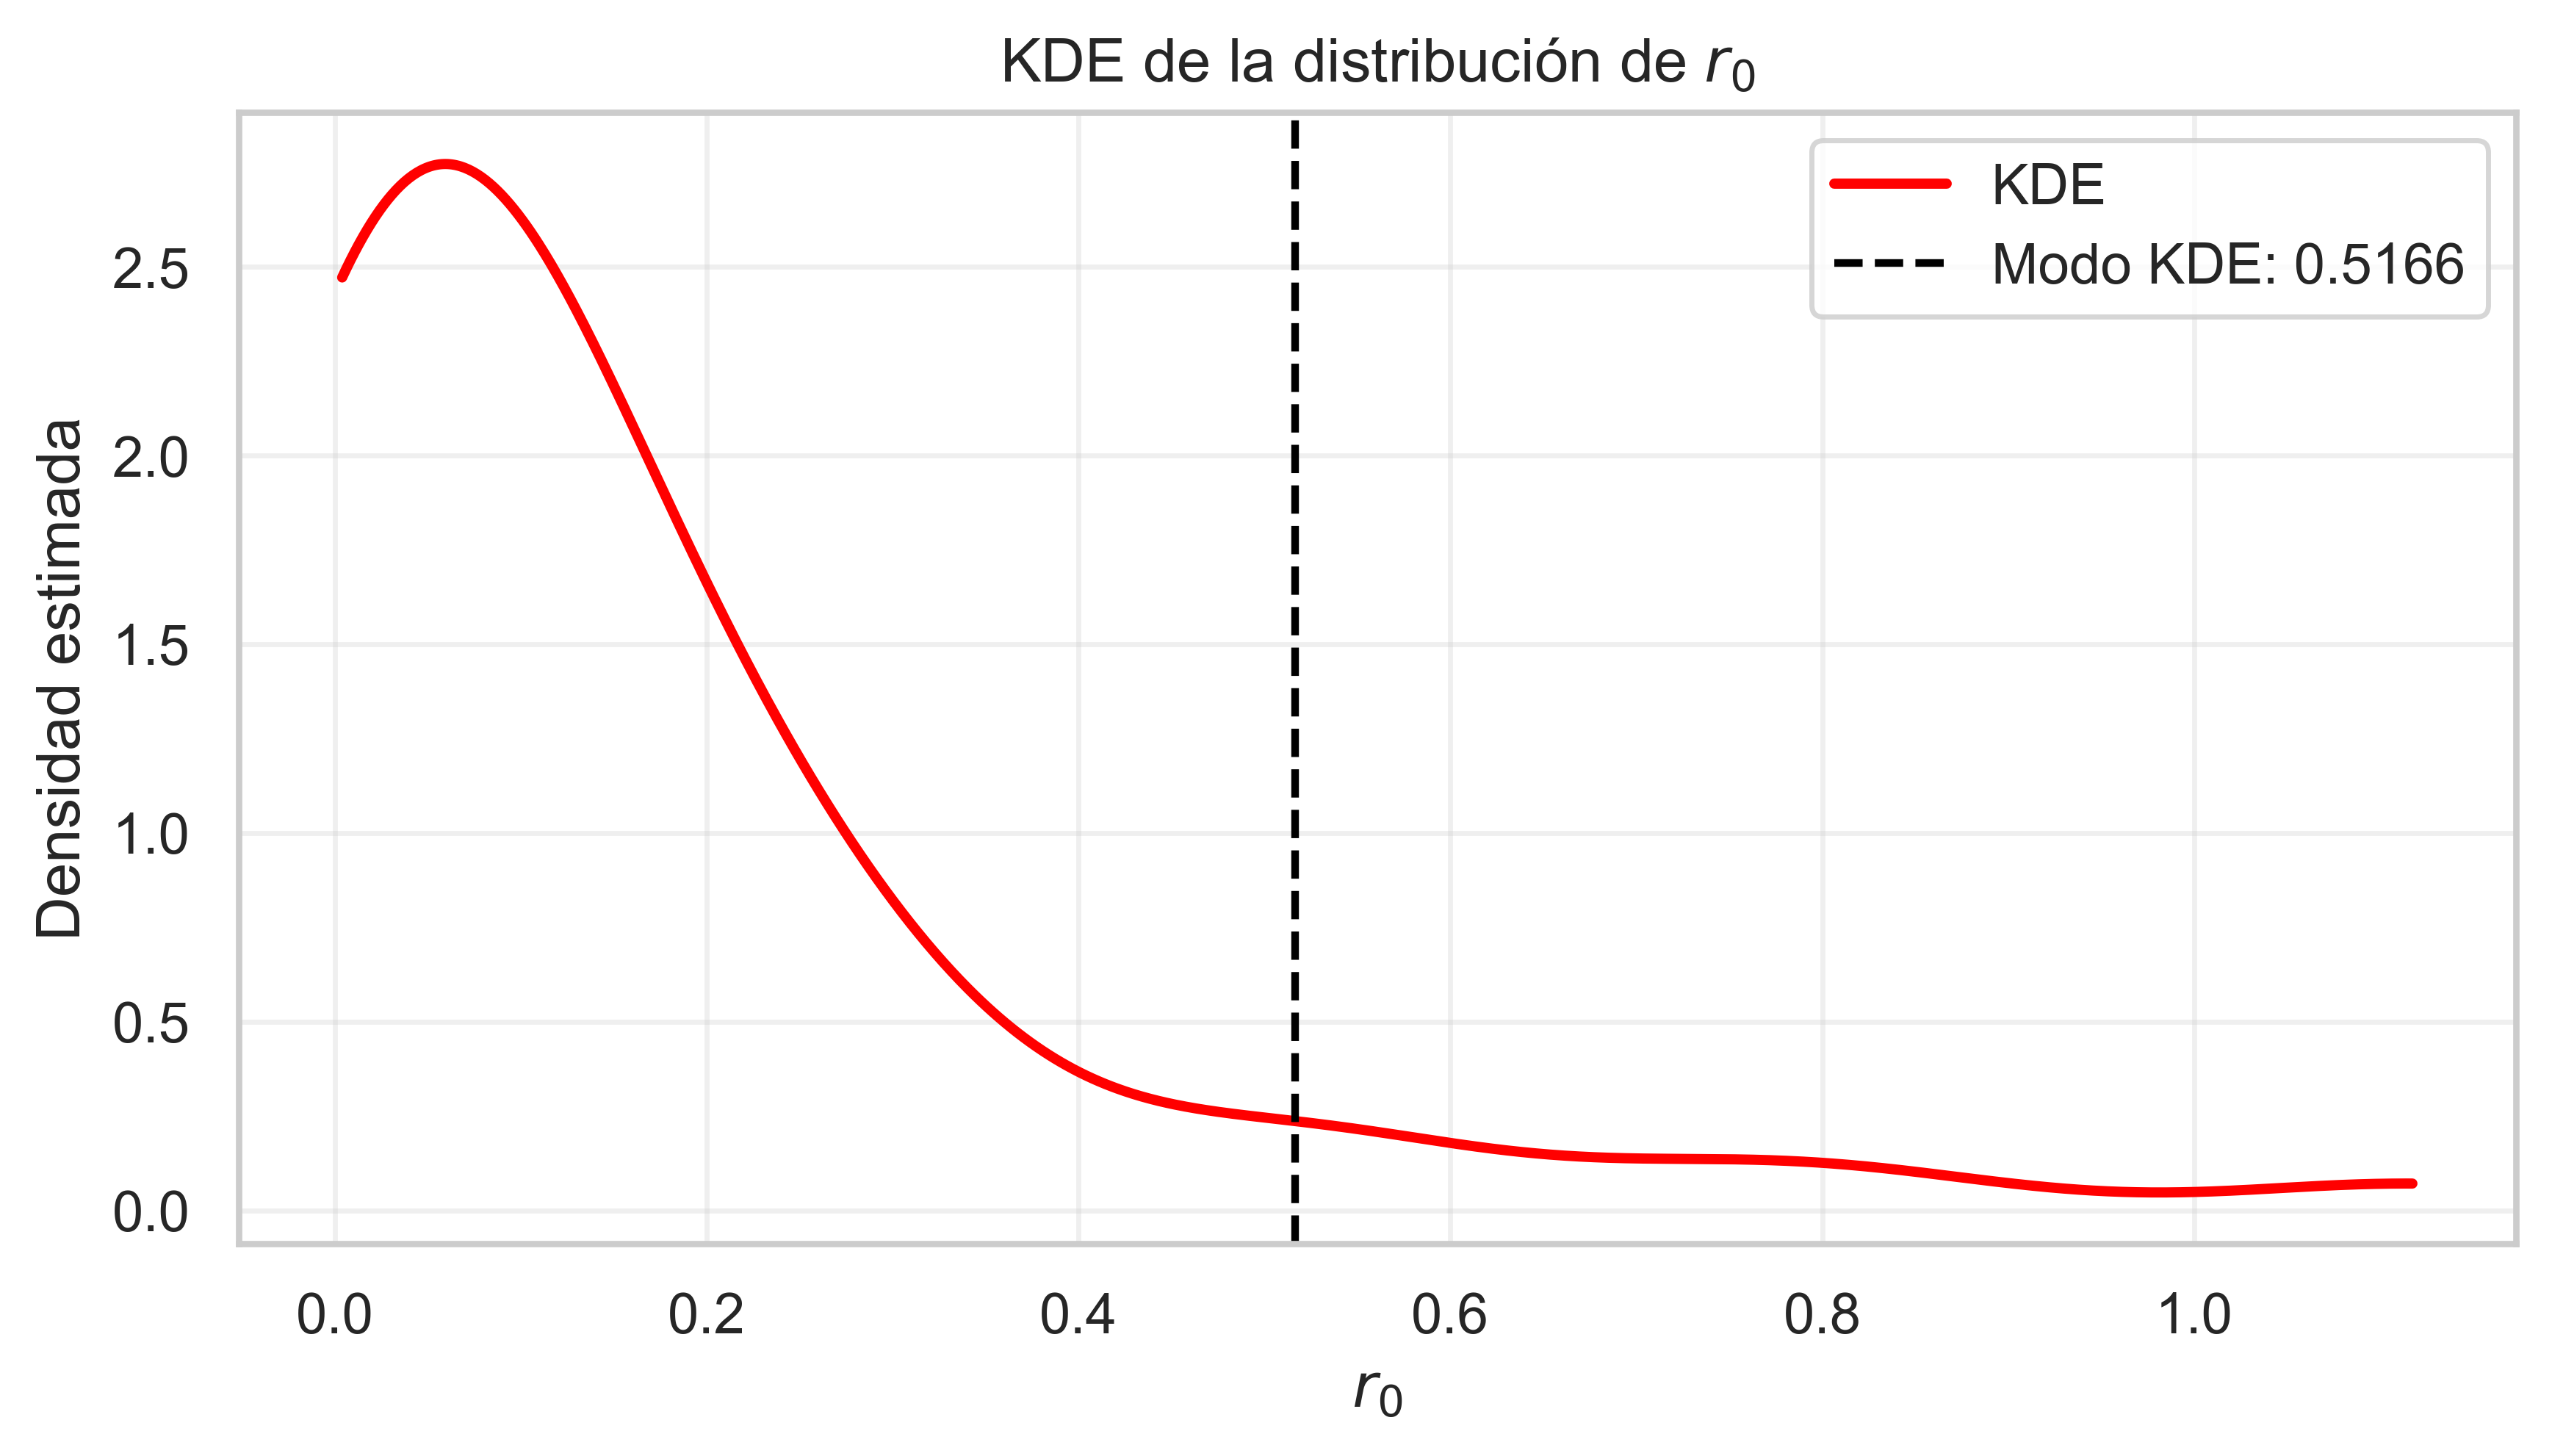 KDE de la distribución de r₀
KDE
Modo KDE: 0.5166
Densidad estimada
2.5
2.0
1.5
1.0
0.5
0.0
0.0 0.2 0.4 0.6 0.8 1.0
r₀